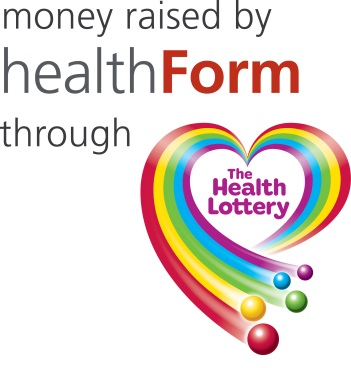 money raised by
healthForm
through
The
Health
Lottery